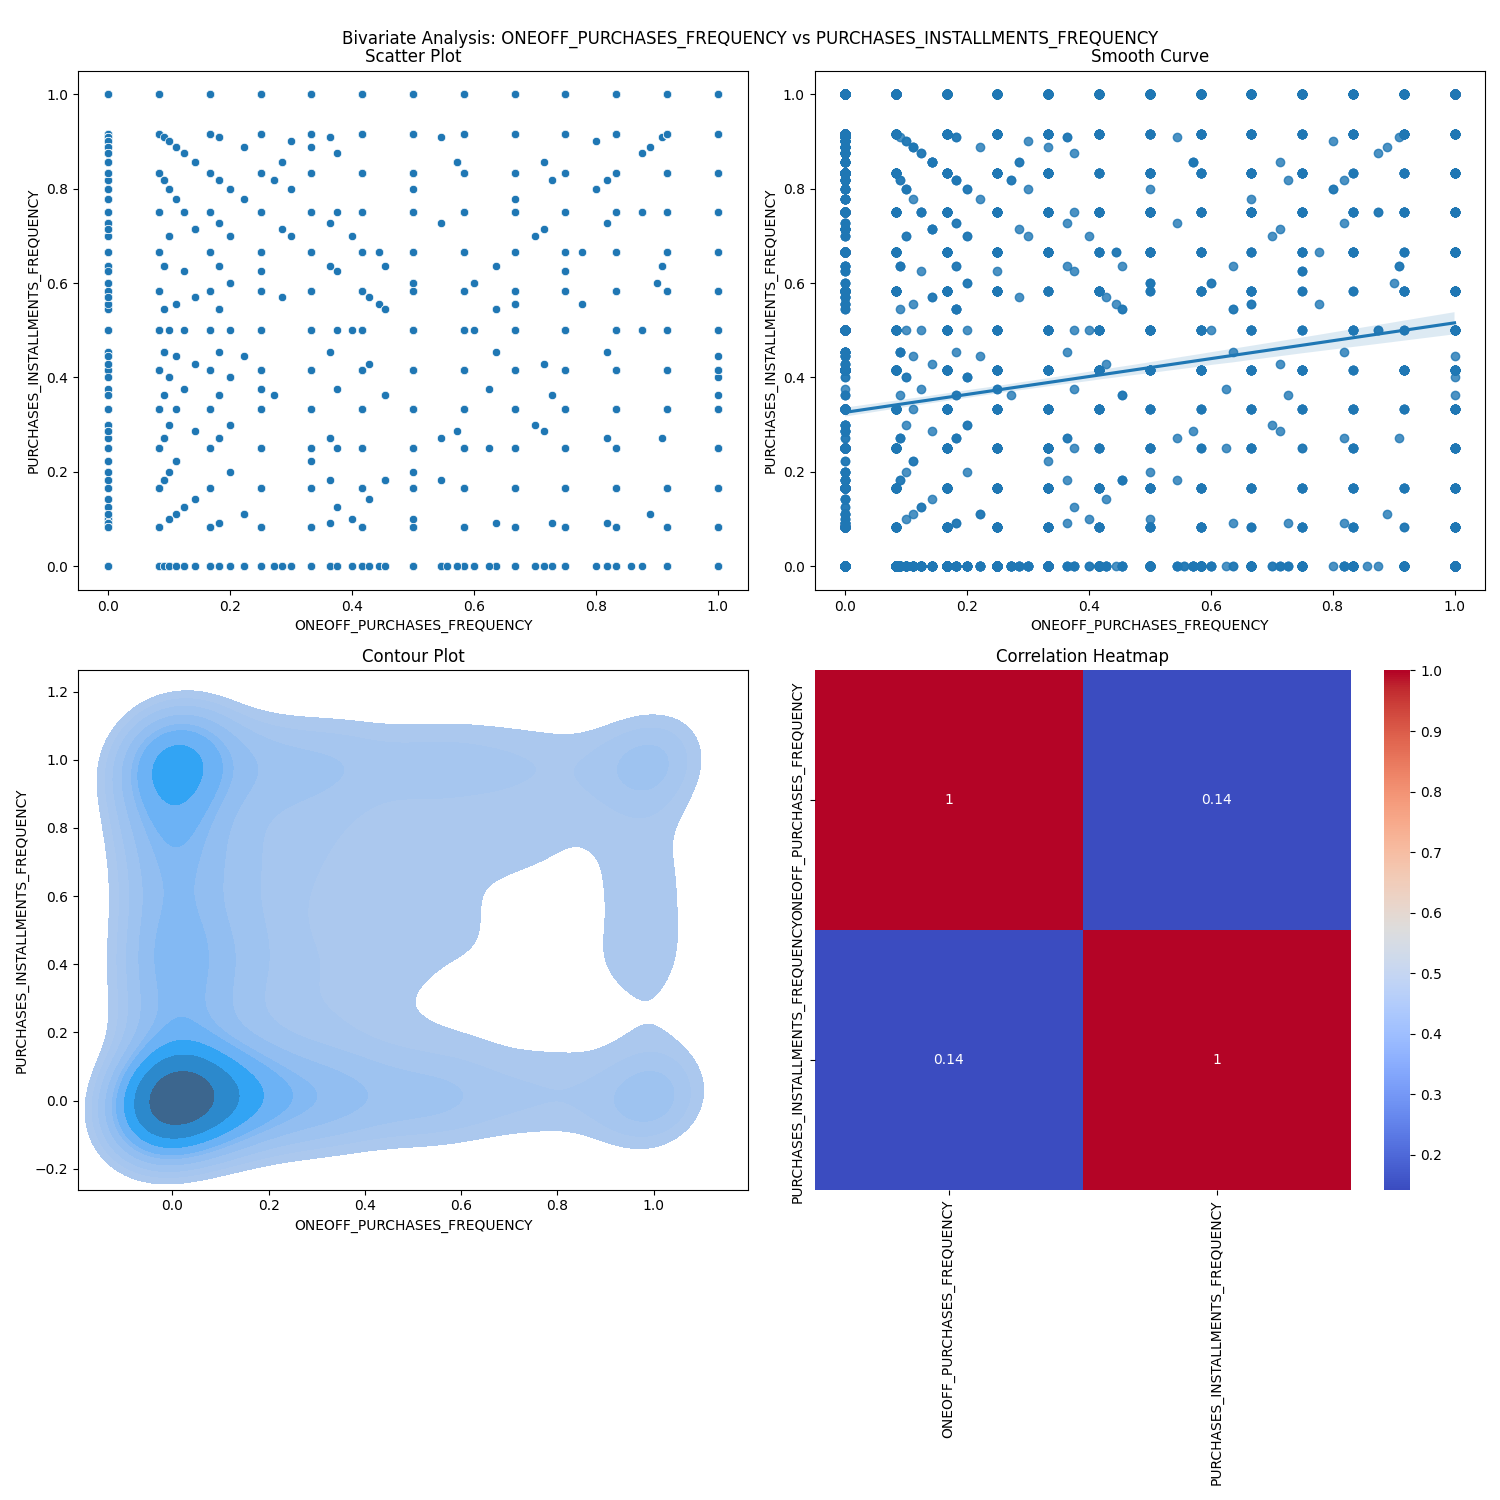 Bivariate Analysis: ONEOFF_PURCHASES_FREQUENCY vs PURCHASES_INSTALLMENTS_FREQUENCY
Scatter Plot
PURCHASES_INSTALLMENTS_FREQUENCY
1.0
0.8
0.6
0.4
0.2
0.0
0.0 0.2 0.4 0.6 0.8 1.0
ONEOFF_PURCHASES_FREQUENCY
Smooth Curve
PURCHASES_INSTALLMENTS_FREQUENCY
1.0
0.8
0.6
0.4
0.2
0.0
0.0 0.2 0.4 0.6 0.8 1.0
ONEOFF_PURCHASES_FREQUENCY
Contour Plot
PURCHASES_INSTALLMENTS_FREQUENCY
1.2
1.0
0.8
0.6
0.4
0.2
0.0
−0.2
0.0 0.2 0.4 0.6 0.8 1.0
ONEOFF_PURCHASES_FREQUENCY
Correlation Heatmap
ONEOFF_PURCHASES_FREQUENCY
PURCHASES_INSTALLMENTS_FREQUENCY
1 0.14
0.14 1
ONEOFF_PURCHASES_FREQUENCY
PURCHASES_INSTALLMENTS_FREQUENCY
1.0
0.9
0.8
0.7
0.6
0.5
0.4
0.3
0.2